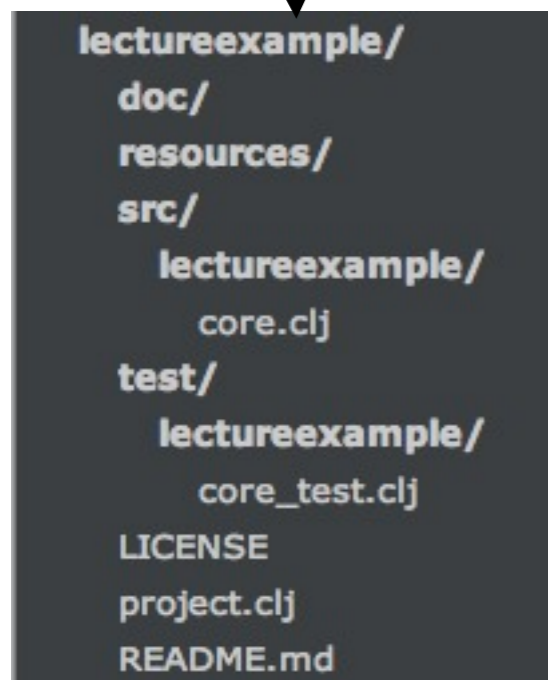 lectureexample/
doc/
resources/
src/
lectureexample/
core.clj
test/
lectureexample/
core_test.clj
LICENSE
project.clj
README.md